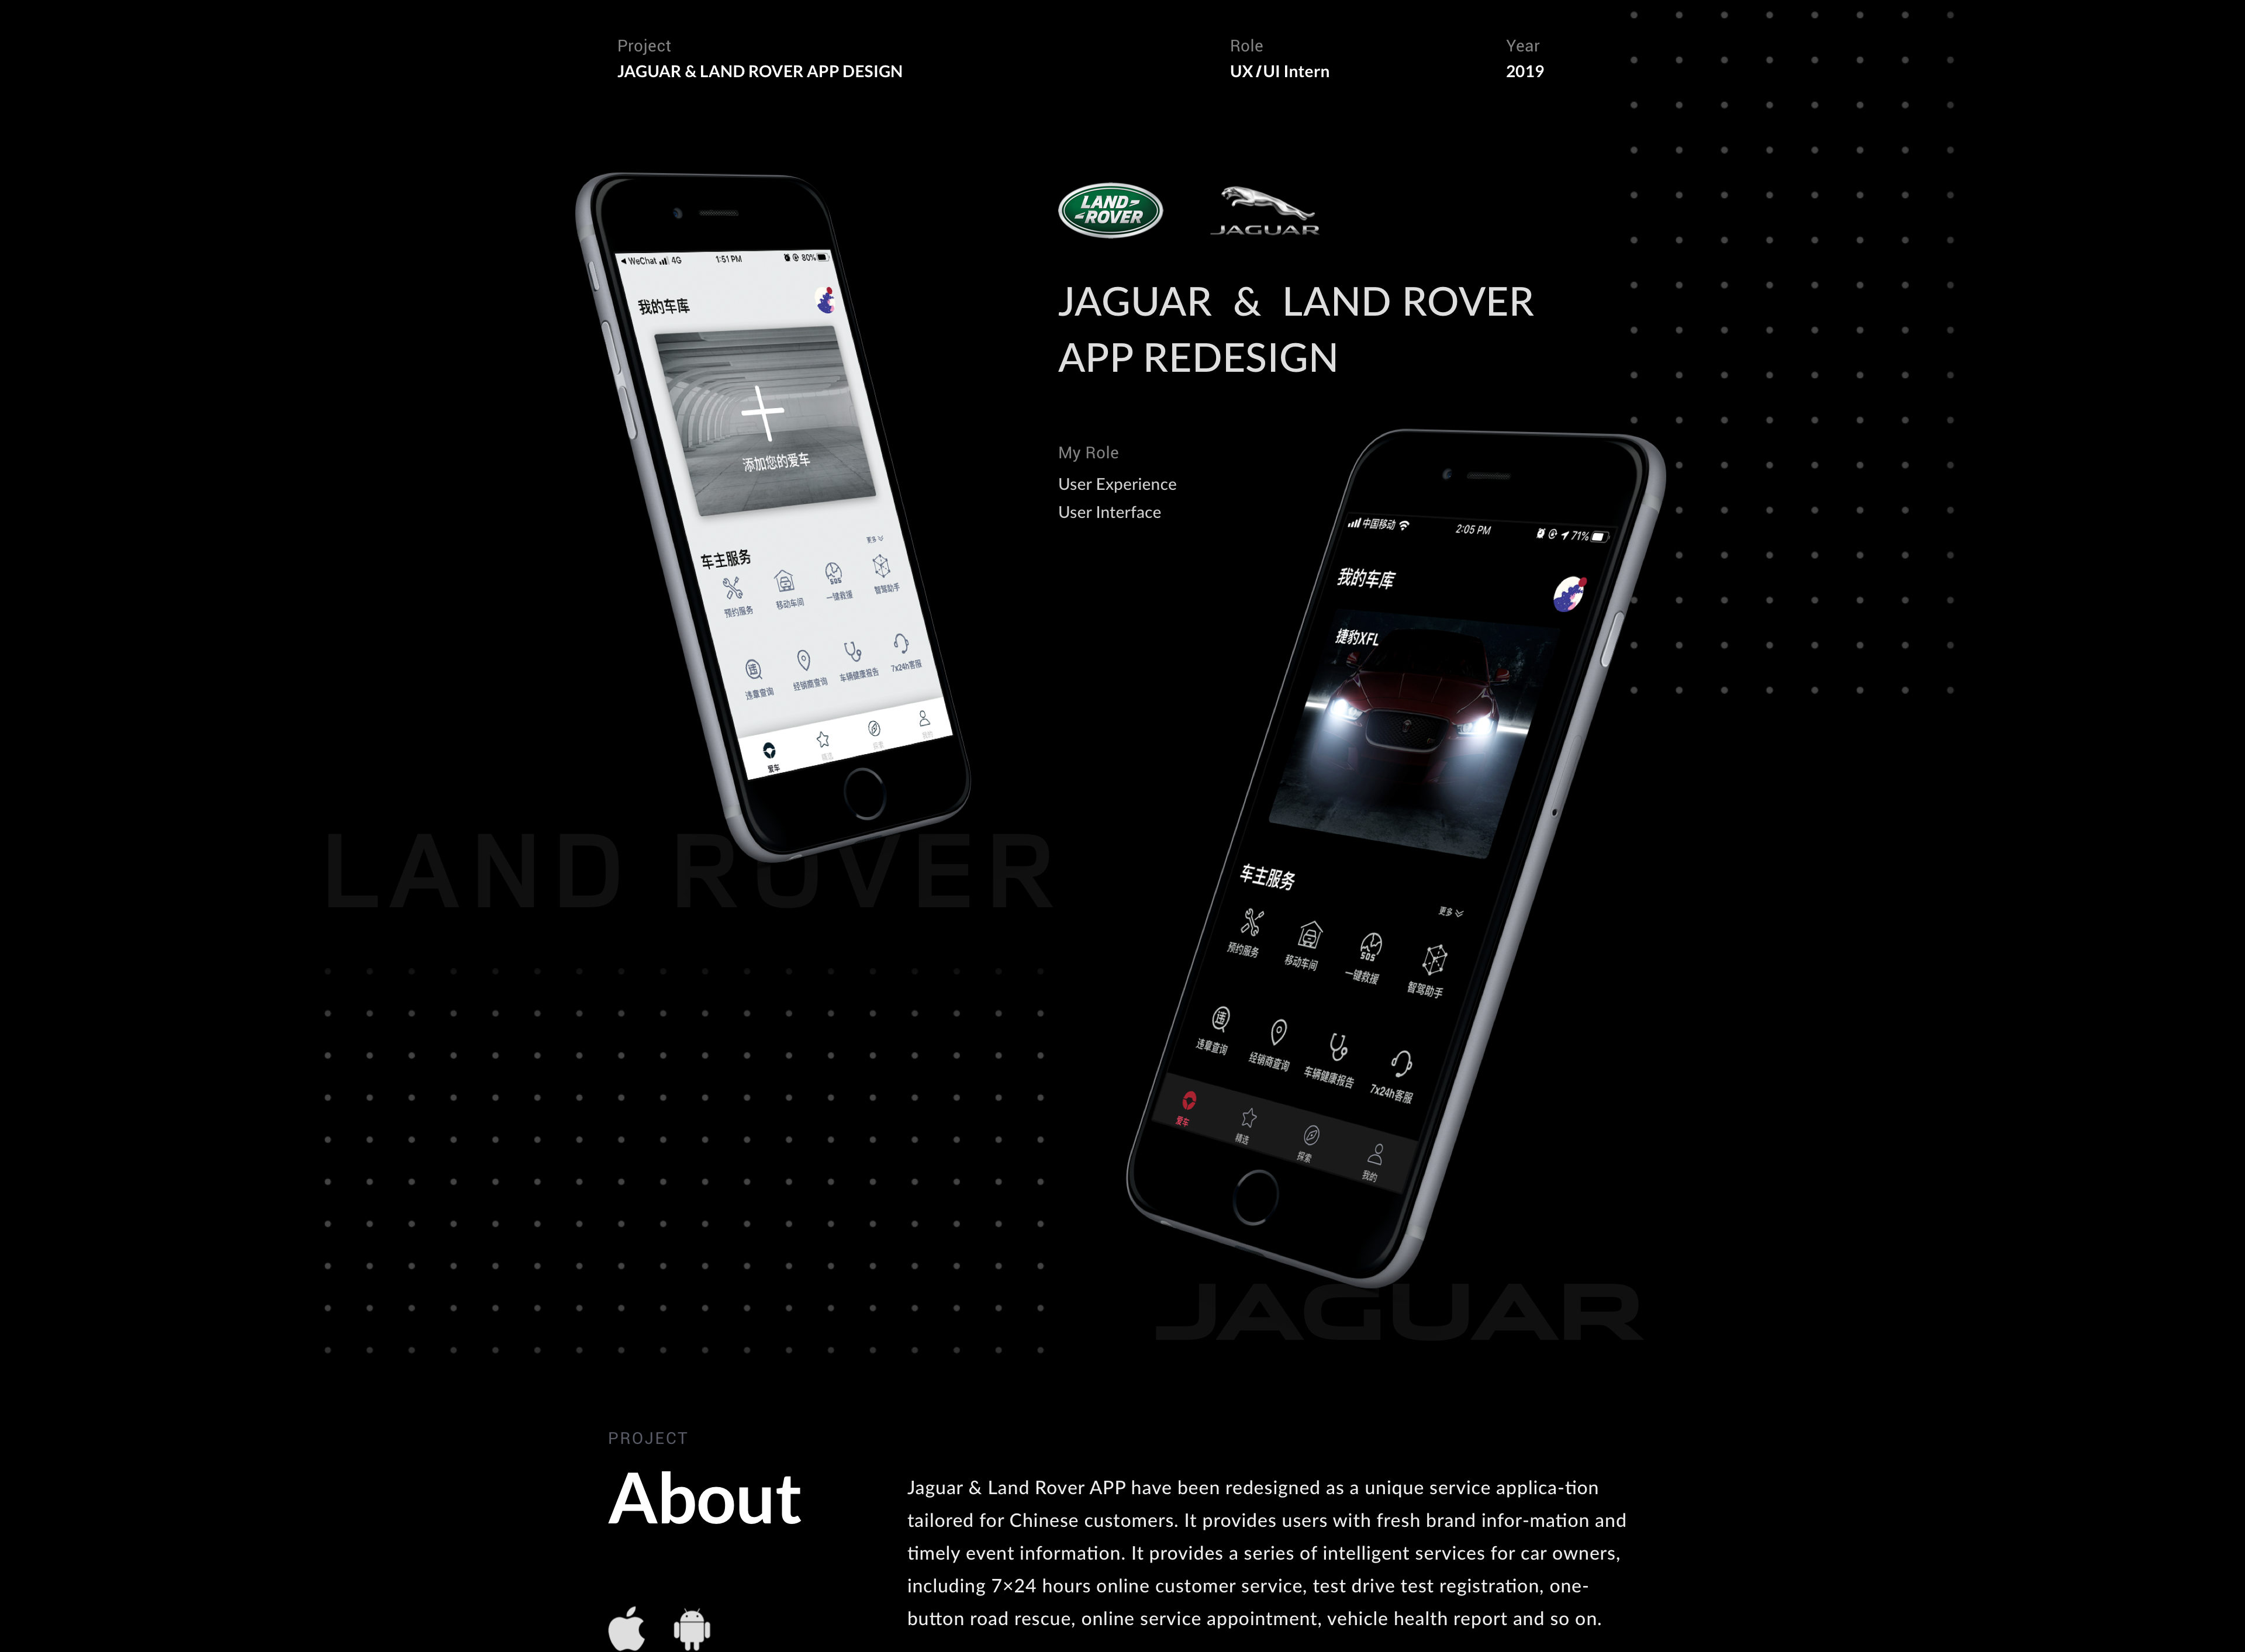 Project
JAGUAR & LAND ROVER APP DESIGN
Role
UX/UI Intern
Year
2019
LAND
ROVER
JAGUAR
JAGUAR & LAND ROVER
APP REDESIGN
My Role
User Experience
User Interface
WeChat 4G 1:51 PM 80%
我的车库
添加您的爱车
车主服务
更多
预约服务 移动车间 一键救援 智驾助手
违章查询 经销商查询 车辆健康报告 7x24h客服
爱车 精选 探索 我的
中国移动 2:05 PM 71%
我的车库
捷豹XFL
车主服务
更多
预约服务 移动车间 一键救援 智驾助手
SOS
违章查询 经销商查询 车辆健康报告 7x24h客服
爱车 精选 探索 我的
LAND ROVER
JAGUAR
PROJECT
About
Jaguar & Land Rover APP have been redesigned as a unique service applica-tion
tailored for Chinese customers. It provides users with fresh brand infor-mation and
timely event information. It provides a series of intelligent services for car owners,
including 7×24 hours online customer service, test drive test registration, one-
button road rescue, online service appointment, vehicle health report and so on.